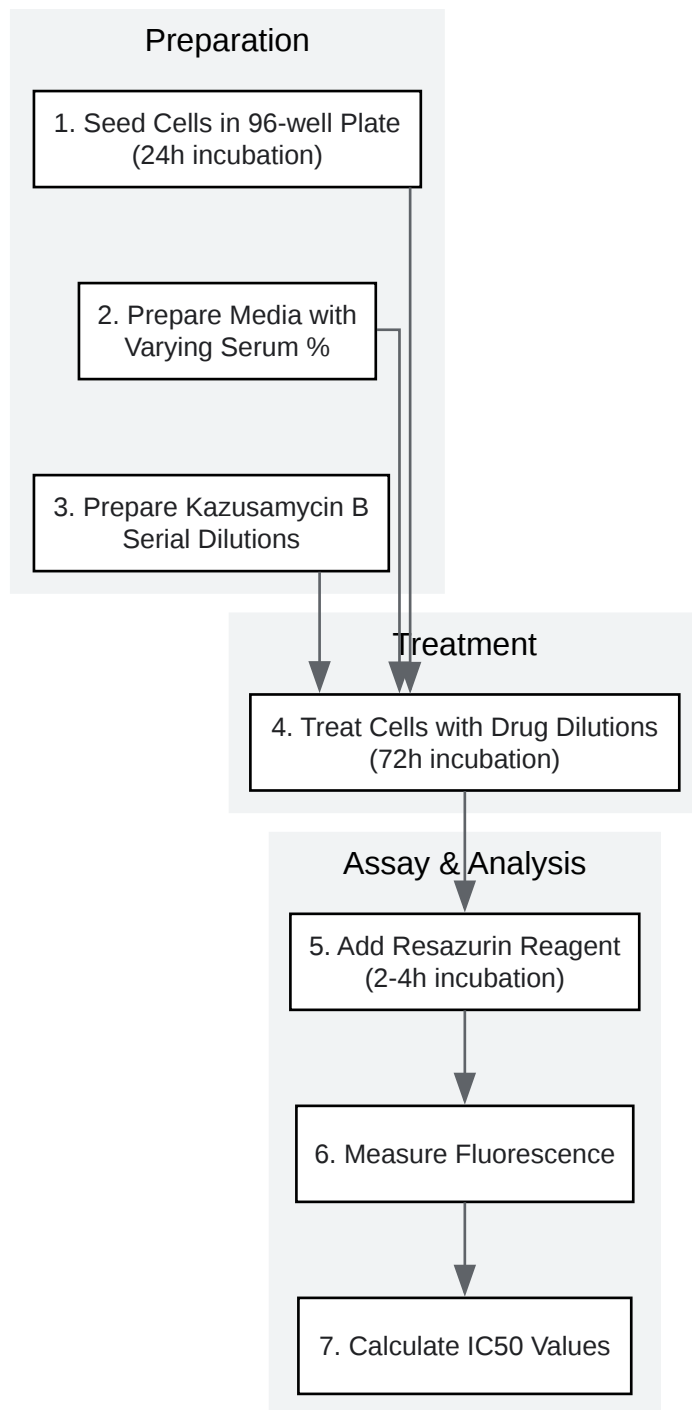 Preparation
1. Seed Cells in 96-well Plate
(24h incubation)
2. Prepare Media with
Varying Serum %
3. Prepare Kazusamycin B
Serial Dilutions
Treatment
4. Treat Cells with Drug Dilutions
(72h incubation)
Assay & Analysis
5. Add Resazurin Reagent
(2-4h incubation)
6. Measure Fluorescence
7. Calculate IC50 Values